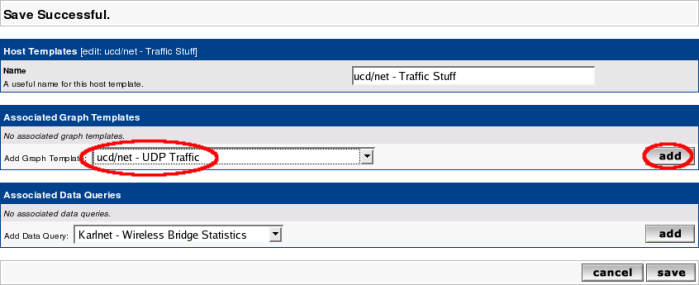 Save Successful.
Host Templates [edit: ucd/net - Traffic Stuff]
Name
A useful name for this host template.
ucd/net - Traffic Stuff
Associated Graph Templates
No associated graph templates.
Add Graph Template: ucd/net - UDP Traffic add
Associated Data Queries
No associated data queries.
Add Data Query: Karlnet - Wireless Bridge Statistics add
cancel save